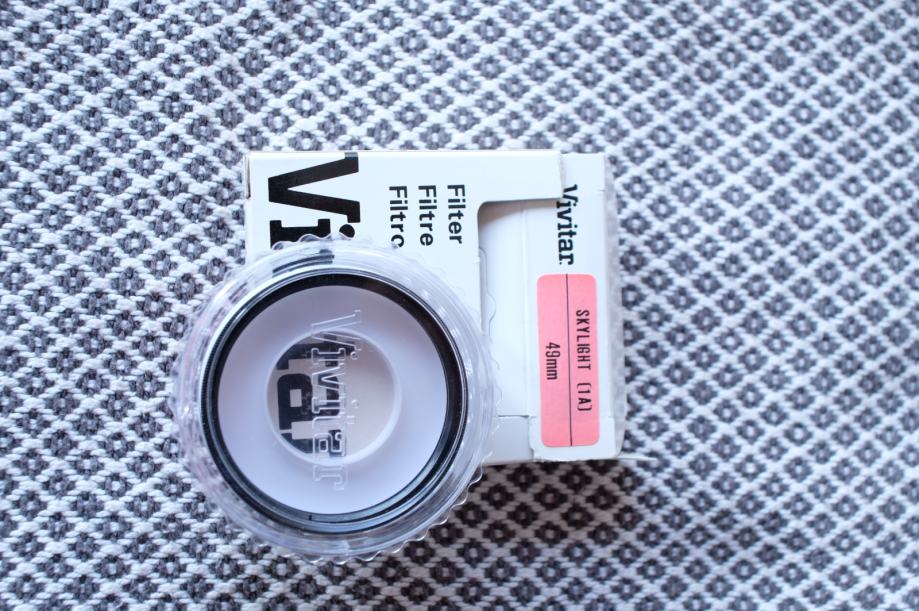 Vi
Filter
Filtre
Filtro
Vivitar
SKYLIGHT (1A)
49mm
Vivitar